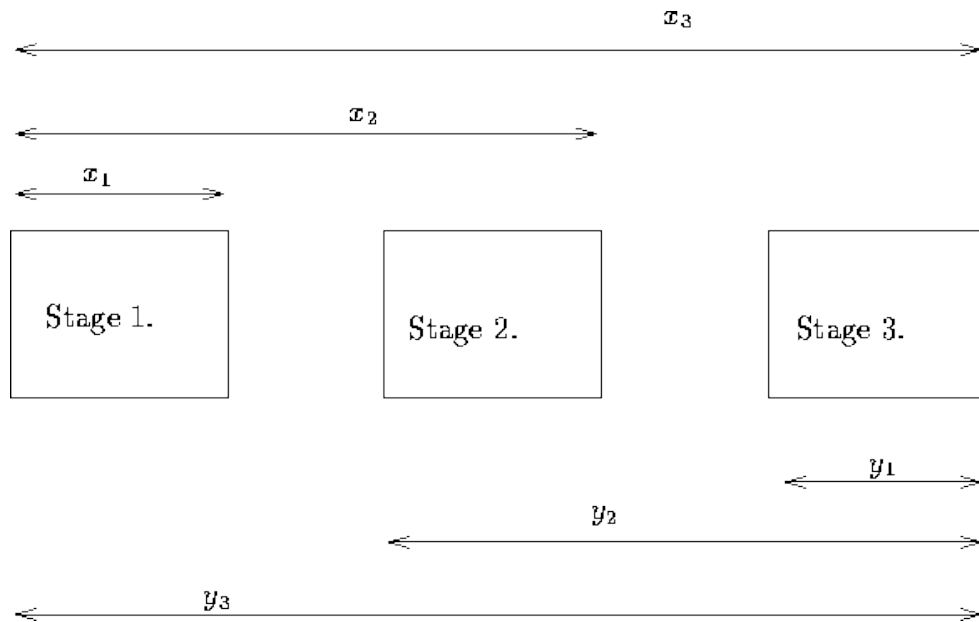 x₃
x₂
x₁
Stage 1.
Stage 2.
Stage 3.
y₁
y₂
y₃